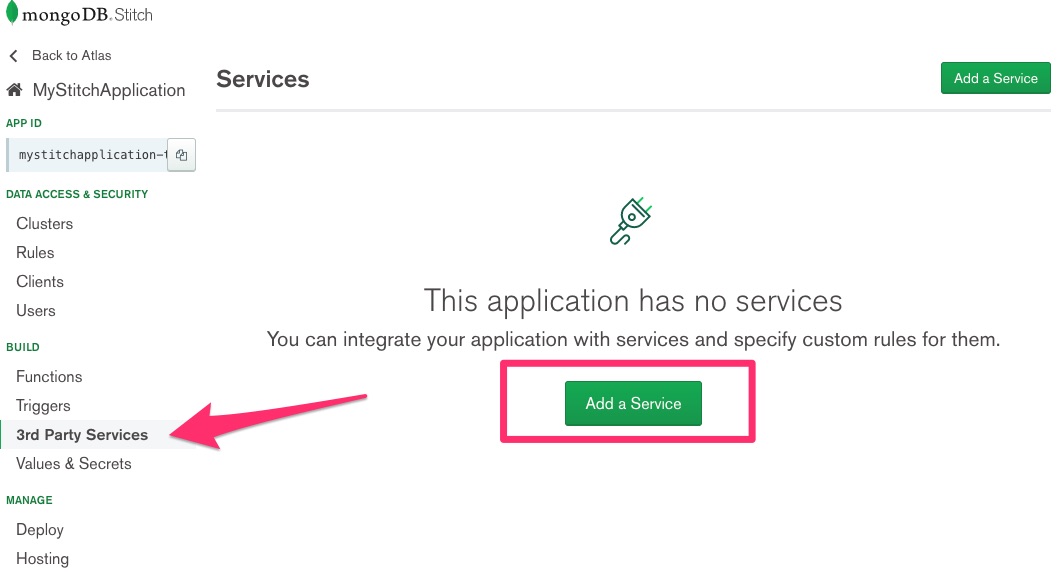 mongoDB.Stitch
Back to Atlas
MyStitchApplication
APP ID
mystitchapplication-
DATA ACCESS & SECURITY
Clusters
Rules
Clients
Users
BUILD
Functions
Triggers
3rd Party Services
Values & Secrets
MANAGE
Deploy
Hosting
Services
Add a Service
This application has no services
You can integrate your application with services and specify custom rules for them.
Add a Service